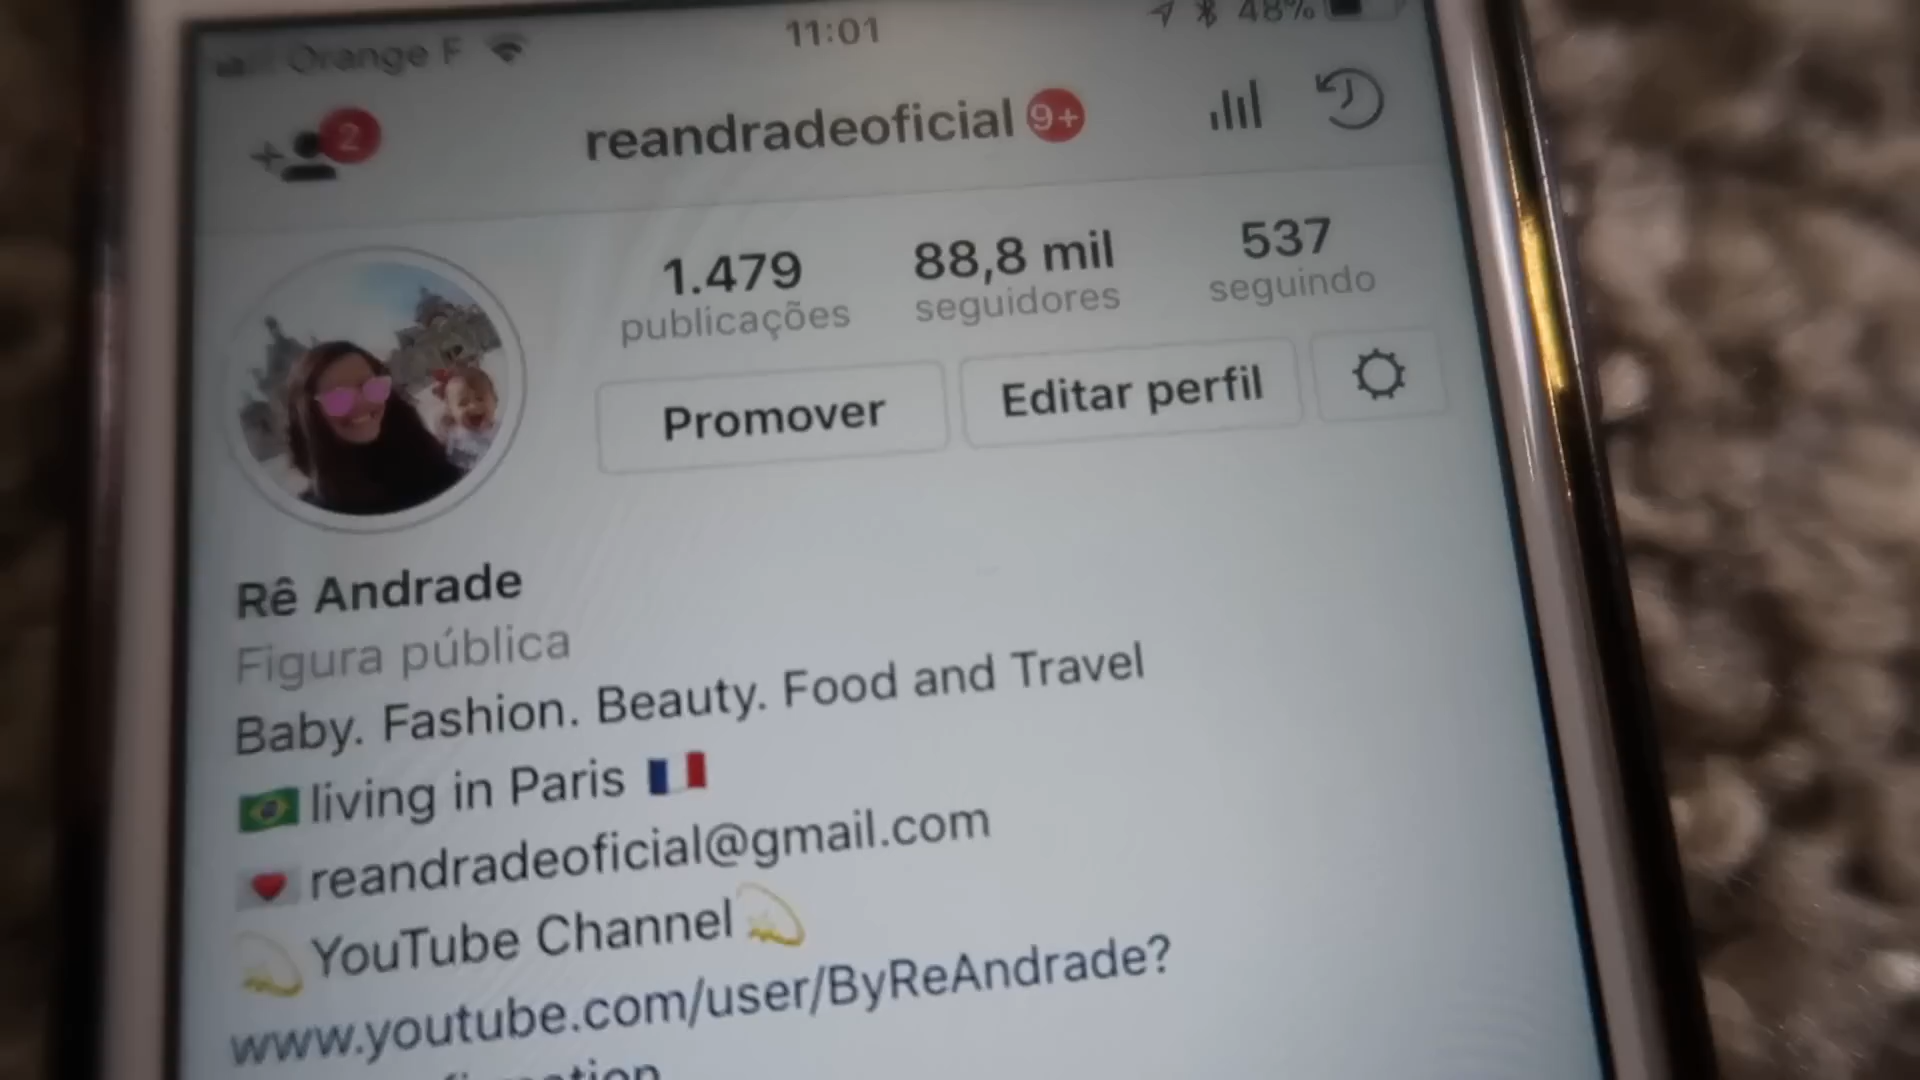 Orange F 11:01 48%
2 reandradeoficial 9+
1.479 88,8 mil 537
publicações seguidores seguindo
Promover Editar perfil
Rê Andrade
Figura pública
Baby. Fashion. Beauty. Food and Travel
🇧🇷 living in Paris 🇫🇷
💌 reandradeoficial@gmail.com
💫 YouTube Channel 💫
www.youtube.com/user/ByReAndrade?